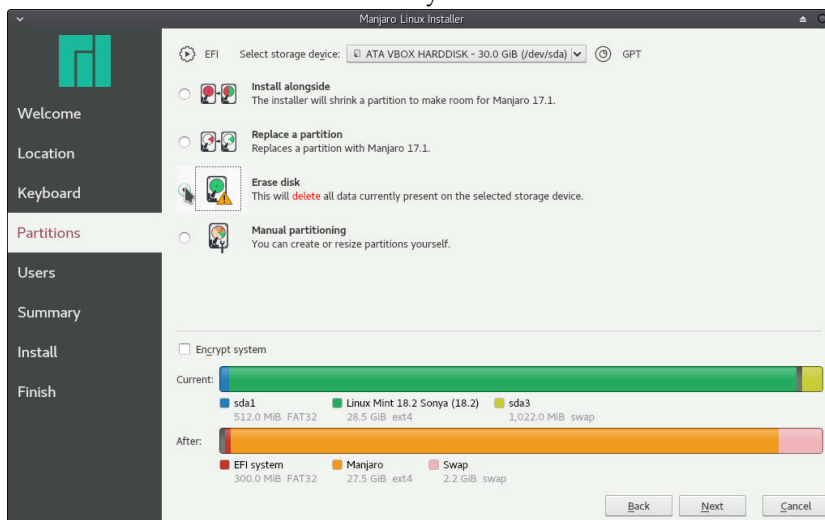 Manjaro Linux Installer
EFI Select storage device: ATA VBOX HARDDISK - 30.0 GiB (/dev/sda) GPT
Install alongside
The installer will shrink a partition to make room for Manjaro 17.1.
Welcome
Replace a partition
Replaces a partition with Manjaro 17.1.
Location
Erase disk
This will delete all data currently present on the selected storage device.
Keyboard
Partitions
Manual partitioning
You can create or resize partitions yourself.
Users
Summary
Install
Encrypt system
Finish
Current:
sda1 Linux Mint 18.2 Sonya (18.2) sda3
512.0 MiB FAT32 28.5 GiB ext4 1,022.0 MiB swap
After:
EFI system Manjaro Swap
300.0 MiB FAT32 27.5 GiB ext4 2.2 GiB swap
Back Next Cancel